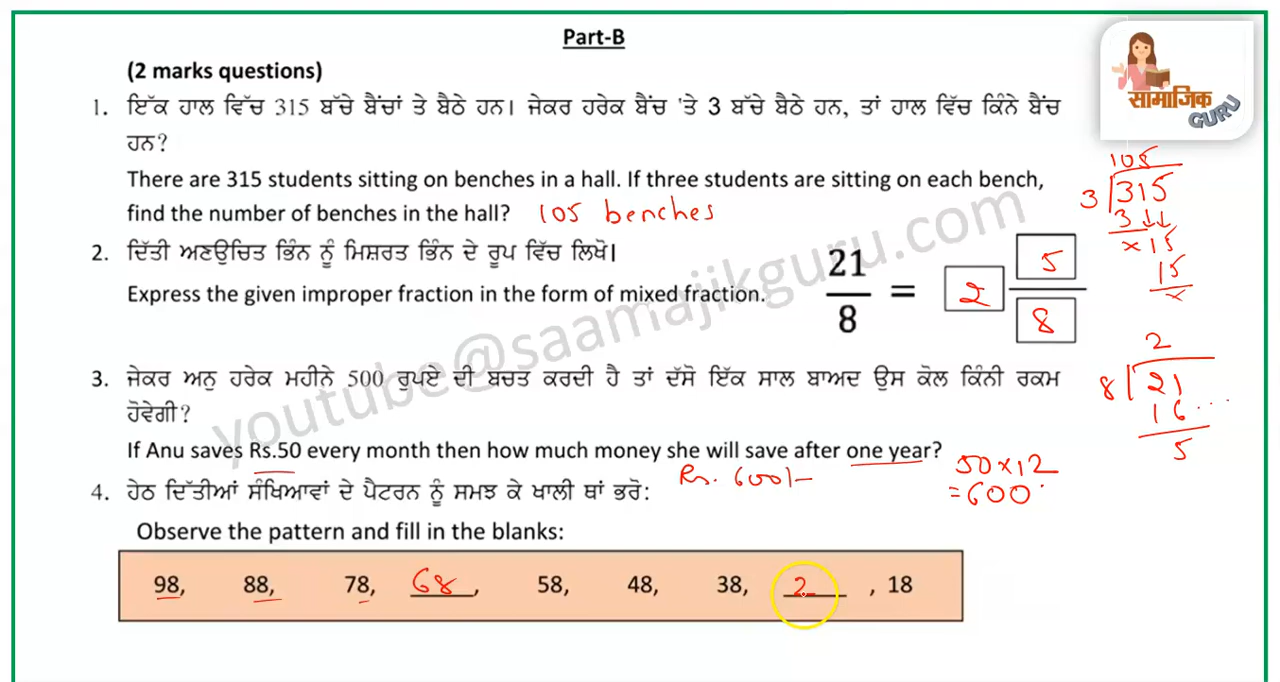 Part-B
(2 marks questions)
सामाजिक
GURU
1. ਇੱਕ ਹਾਲ ਵਿੱਚ 315 ਬੱਚੇ ਬੈਂਚਾਂ ਤੇ ਬੈਠੇ ਹਨ। ਜੇਕਰ ਹਰੇਕ ਬੈਂਚ 'ਤੇ 3 ਬੱਚੇ ਬੈਠੇ ਹਨ, ਤਾਂ ਹਾਲ ਵਿੱਚ ਕਿੰਨੇ ਬੈਂਚ
ਹਨ?
There are 315 students sitting on benches in a hall. If three students are sitting on each bench,
find the number of benches in the hall? 105 benches
105
3 315
3
x 15
15
x
2. ਦਿੱਤੀ ਅਣਉਚਿਤ ਭਿੰਨ ਨੂੰ ਮਿਸ਼ਰਤ ਭਿੰਨ ਦੇ ਰੂਪ ਵਿੱਚ ਲਿਖੋ।
Express the given improper fraction in the form of mixed fraction.
21/8 = 2 5/8
2
8 21
16
5
youtube@saamajikguru.com
3. ਜੇਕਰ ਅਨੁ ਹਰੇਕ ਮਹੀਨੇ 500 ਰੁਪਏ ਦੀ ਬਚਤ ਕਰਦੀ ਹੈ ਤਾਂ ਦੱਸੋ ਇੱਕ ਸਾਲ ਬਾਅਦ ਉਸ ਕੋਲ ਕਿੰਨੀ ਰਕਮ
ਹੋਵੇਗੀ?
If Anu saves Rs.50 every month then how much money she will save after one year?
Rs. 600/-
50 x 12
= 600
4. ਹੇਠ ਦਿੱਤੀਆਂ ਸੰਖਿਆਵਾਂ ਦੇ ਪੈਟਰਨ ਨੂੰ ਸਮਝ ਕੇ ਖਾਲੀ ਥਾਂ ਭਰੋ:
Observe the pattern and fill in the blanks:
98, 88, 78, 68, 58, 48, 38, 2 , 18